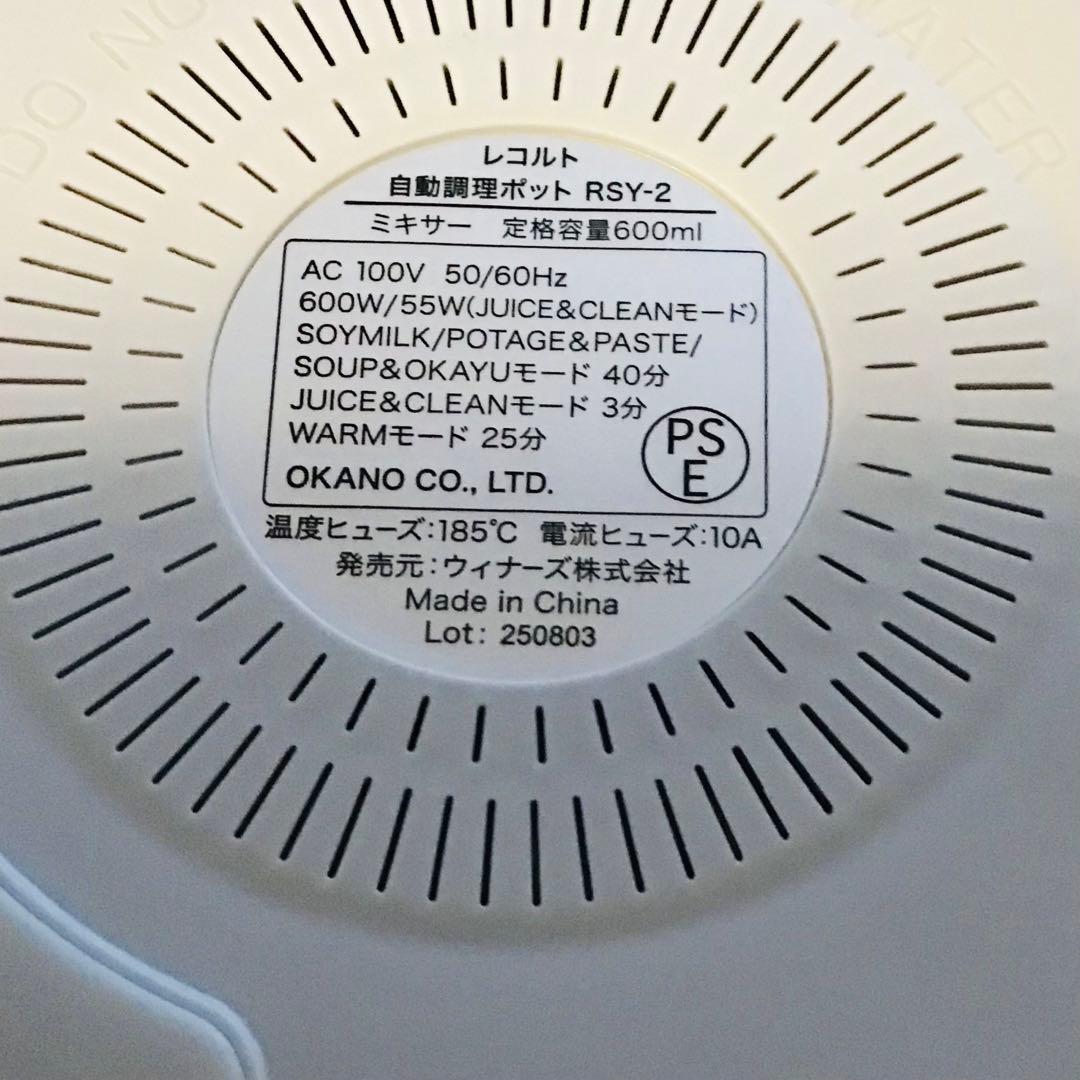 DO NO
WATER
レコルト
自動調理ポット RSY-2
ミキサー 定格容量600ml
AC 100V 50/60Hz
600W/55W(JUICE&CLEANモード)
SOYMILK/POTAGE&PASTE/
SOUP&OKAYUモード 40分
JUICE&CLEANモード 3分
WARMモード 25分
OKANO CO., LTD.
PS
E
温度ヒューズ:185℃ 電流ヒューズ:10A
発売元:ウィナーズ株式会社
Made in China
Lot: 250803